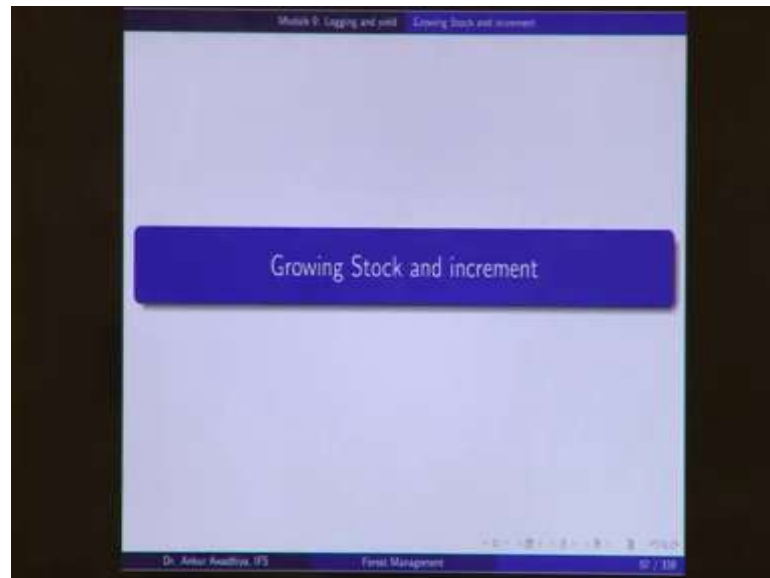 Module 9: Logging and yield Growing Stock and increment
Growing Stock and increment
Dr. Ankur Awadhiya, IFS Forest Management